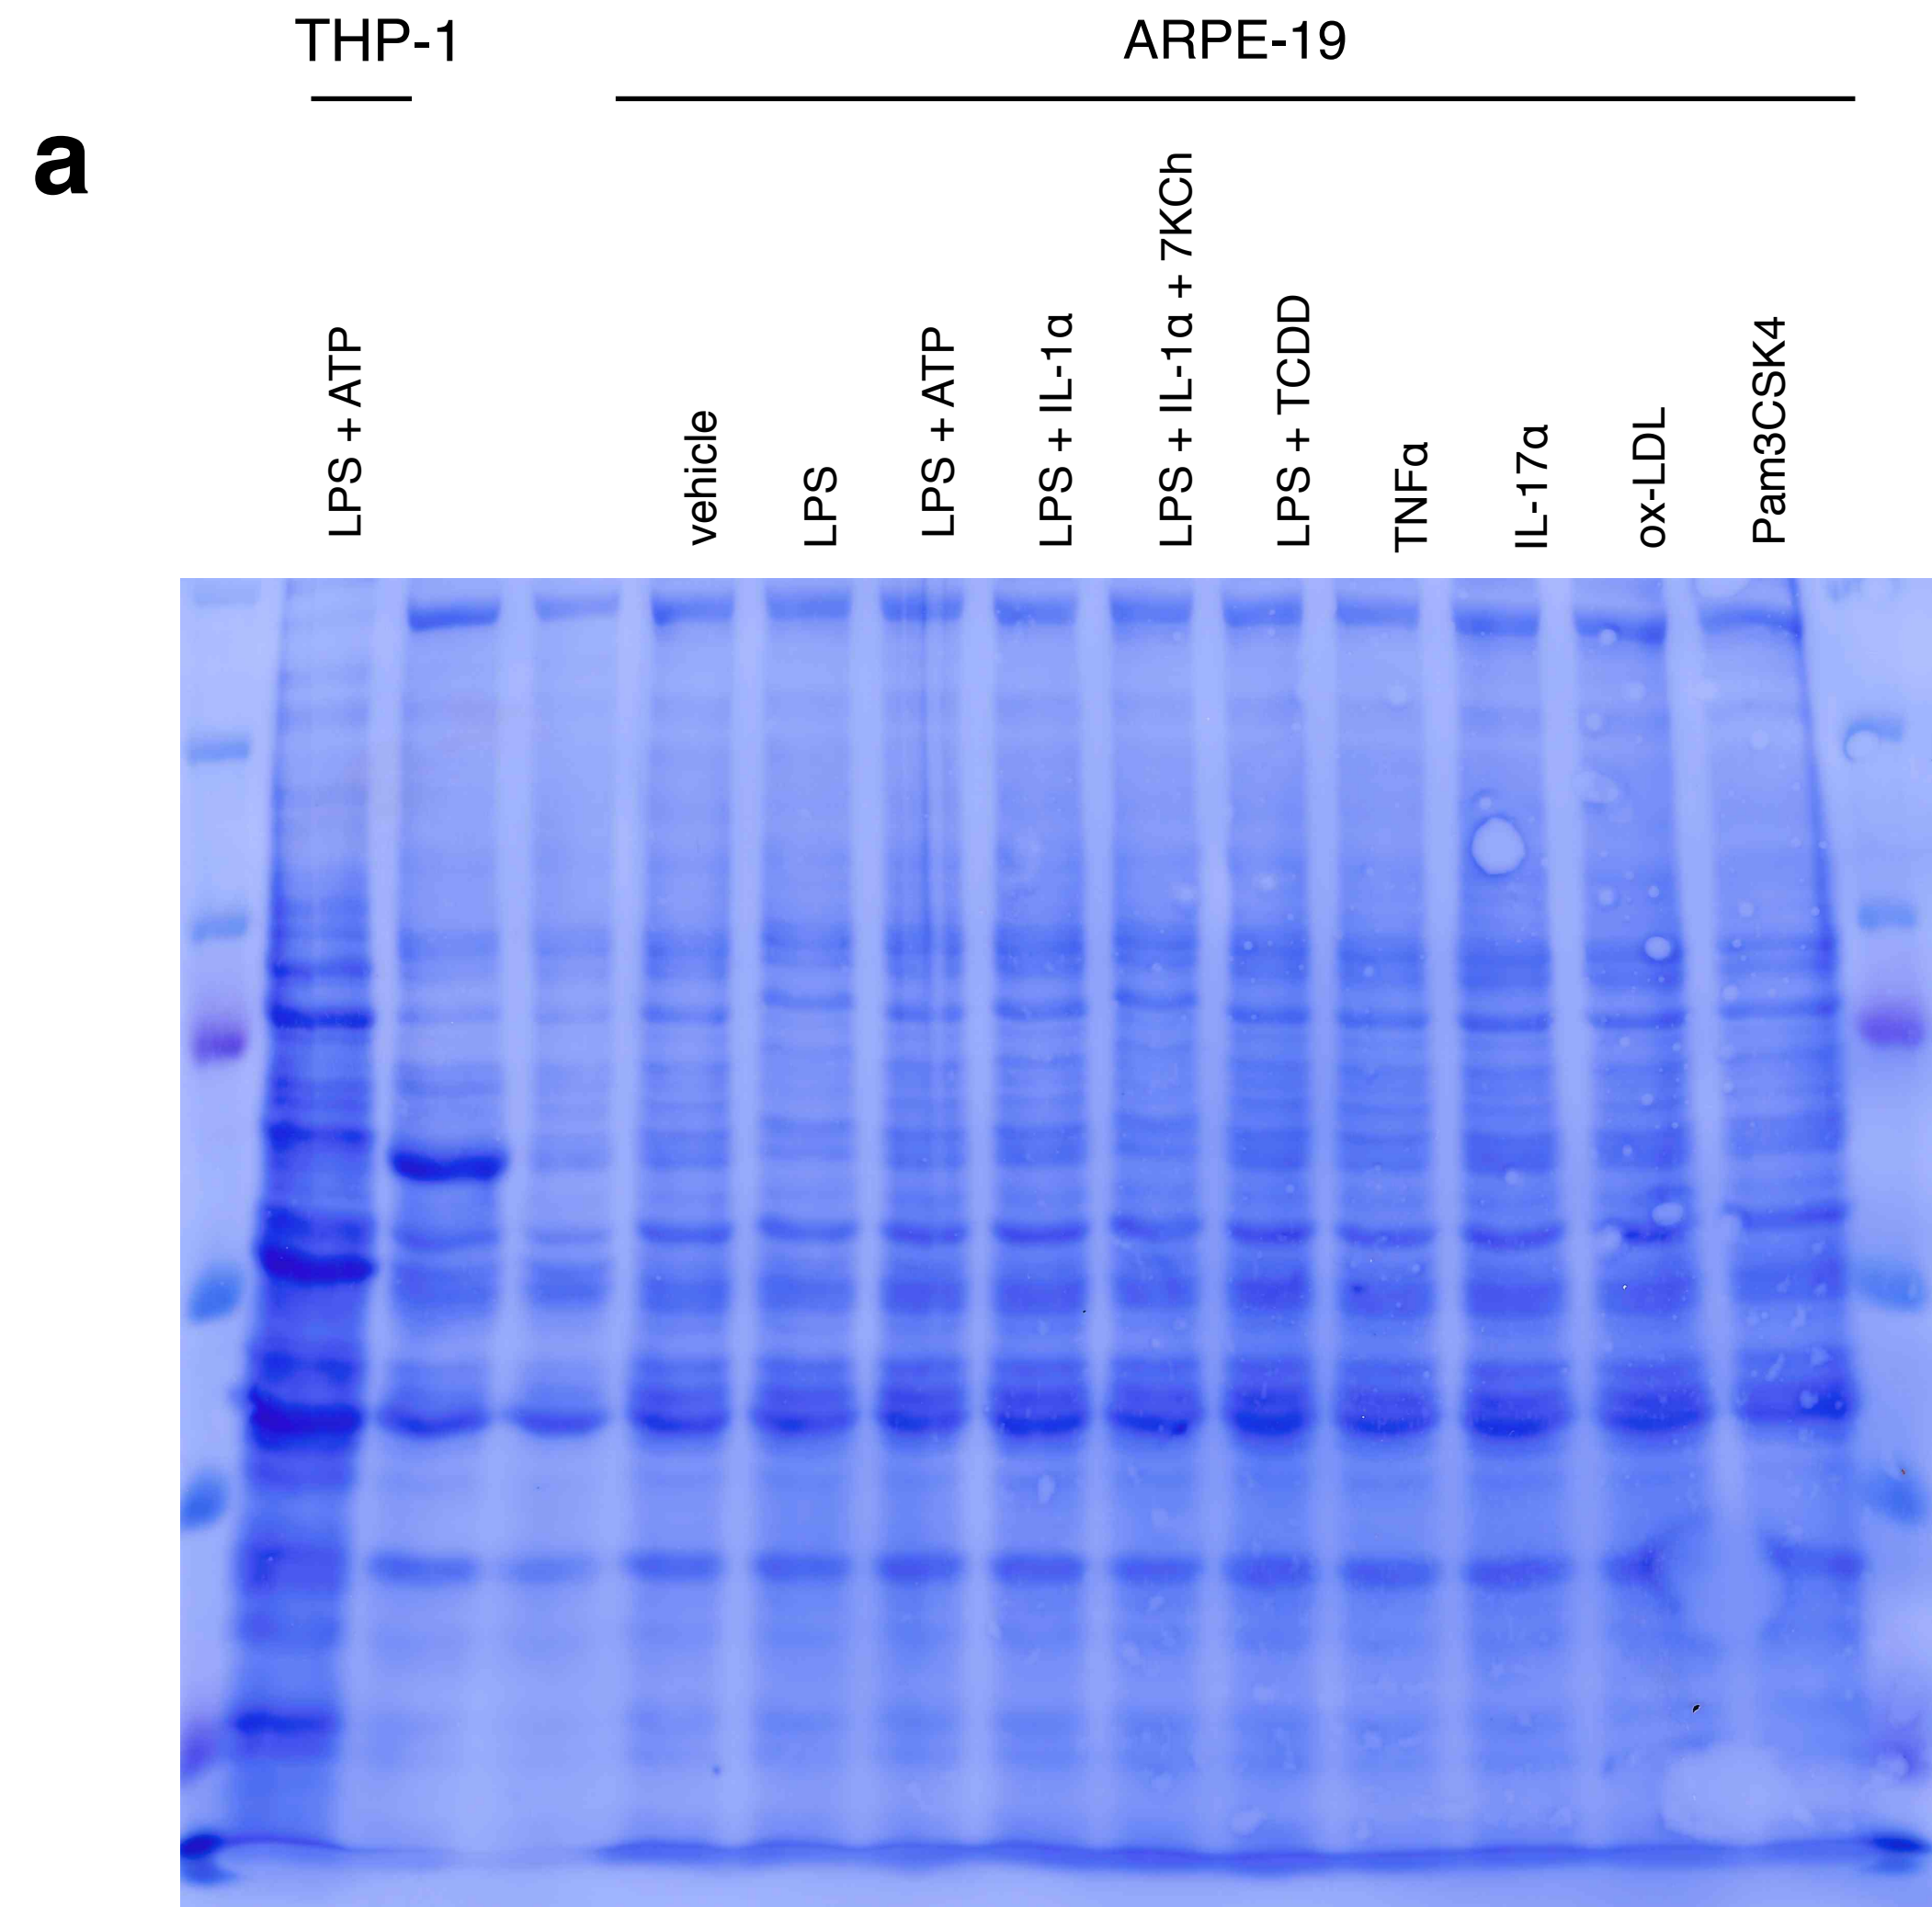 THP-1
ARPE-19
a
LPS + ATP
vehicle
LPS
LPS + ATP
LPS + IL-1α
LPS + IL-1α + 7KCh
LPS + TCDD
TNFα
IL-17α
ox-LDL
Pam3CSK4